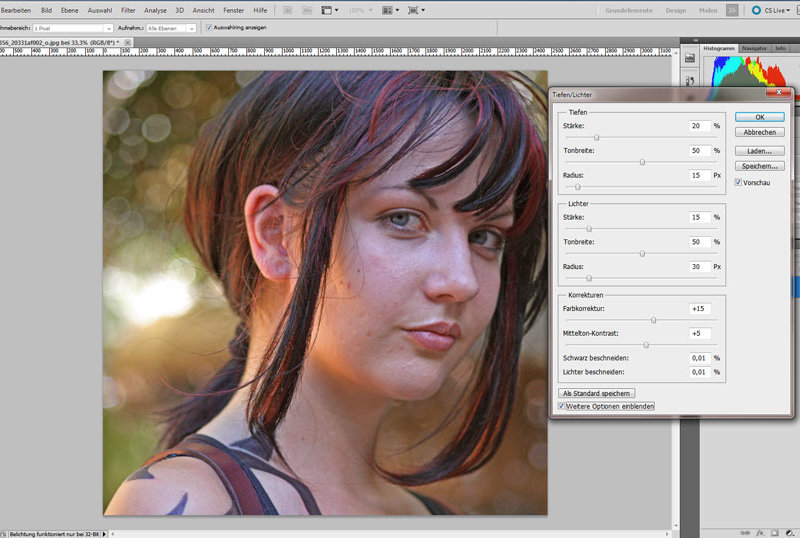 Bearbeiten Bild Ebene Auswahl Filter Analyse 3D Ansicht Fenster Hilfe 100% Grundelemente Design Malen >> CS Live
nmebereich: 1 Pixel Aufnehm.: Alle Ebenen Auswahlring anzeigen
356_20331af002_o.jpg bei 33,3% (RGB/8*) *
Histogramm Navigator Info
Tiefen/Lichter
Tiefen
Stärke: 20 %
Tonbreite: 50 %
Radius: 15 Px
Lichter
Stärke: 15 %
Tonbreite: 50 %
Radius: 30 Px
Korrekturen
Farbkorrektur: +15
Mittelton-Kontrast: +5
Schwarz beschneiden: 0,01 %
Lichter beschneiden: 0,01 %
Als Standard speichern
Weitere Optionen einblenden
OK
Abbrechen
Laden...
Speichern...
Vorschau
Belichtung funktioniert nur bei 32-Bit